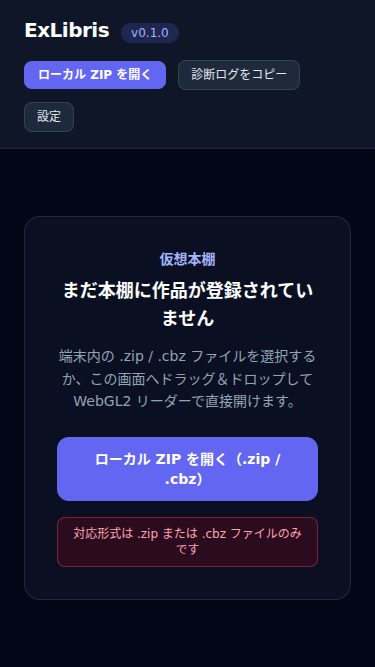 ExLibris v0.1.0
ローカル ZIP を開く 診断ログをコピー
設定
仮想本棚
まだ本棚に作品が登録されてい
ません
端末内の .zip / .cbz ファイルを選択する
か、この画面へドラッグ＆ドロップして
WebGL2 リーダーで直接開けます。
ローカル ZIP を開く（.zip /
.cbz）
対応形式は .zip または .cbz ファイルのみ
です